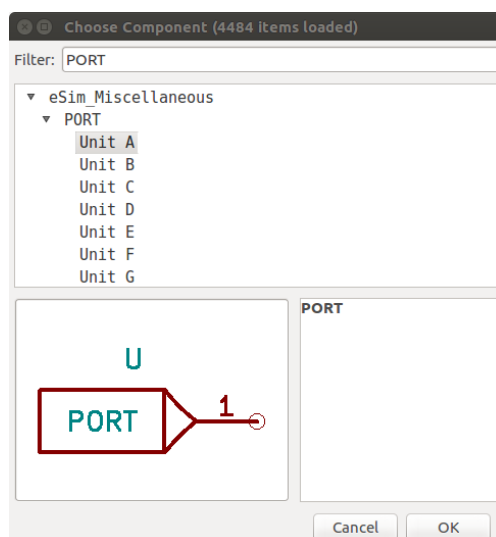 Choose Component (4484 items loaded)
Filter: PORT
eSim_Miscellaneous
PORT
Unit A
Unit B
Unit C
Unit D
Unit E
Unit F
Unit G
U
PORT
1
PORT
Cancel
OK